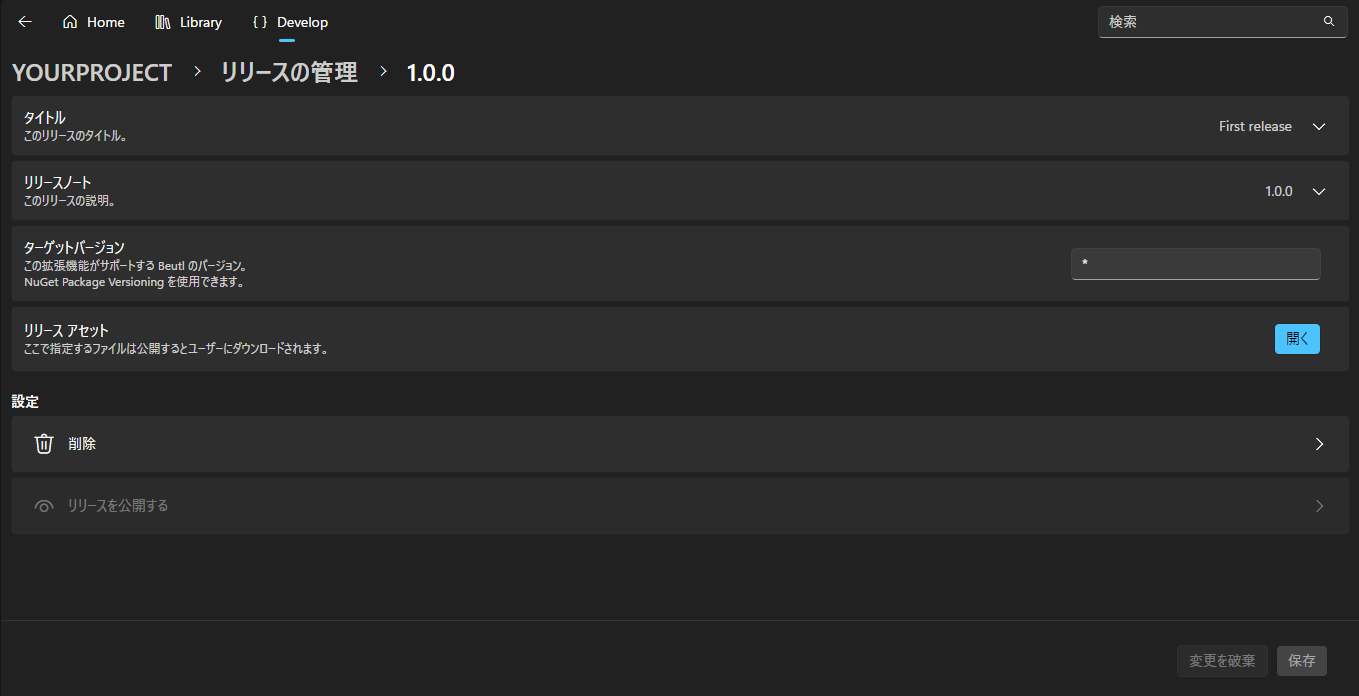 Home Library { } Develop 検索
YOURPROJECT > リリースの管理 > 1.0.0
タイトル
このリリースのタイトル。
First release
リリースノート
このリリースの説明。
1.0.0
ターゲットバージョン
この拡張機能がサポートする Beutl のバージョン。
NuGet Package Versioning を使用できます。
*
リリース アセット
ここで指定するファイルは公開するとユーザーにダウンロードされます。
開く
設定
削除
リリースを公開する
変更を破棄 保存